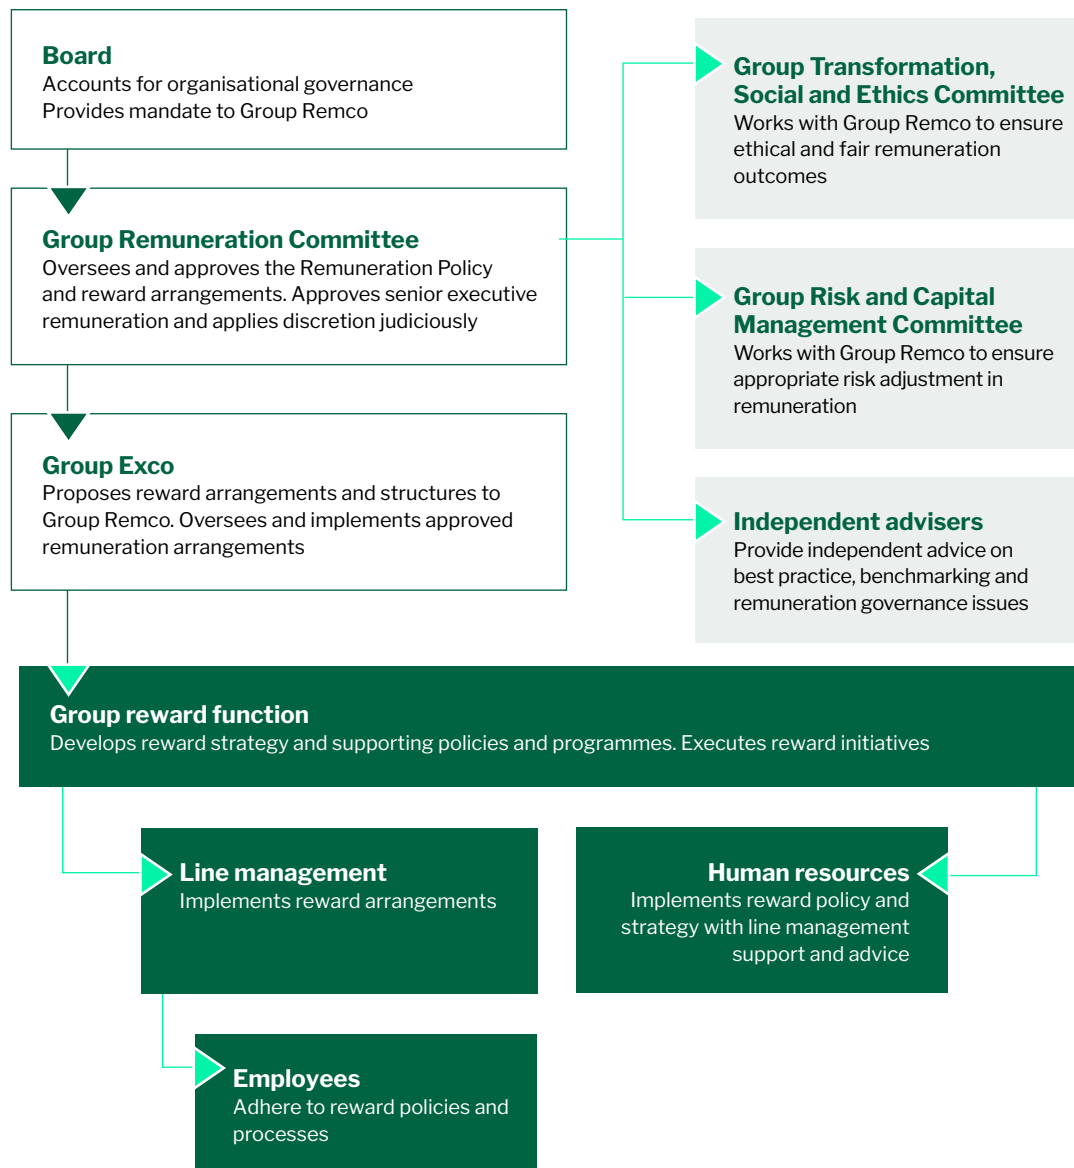 Board
Accounts for organisational governance
Provides mandate to Group Remco
Group Remuneration Committee
Oversees and approves the Remuneration Policy
and reward arrangements. Approves senior executive
remuneration and applies discretion judiciously
Group Exco
Proposes reward arrangements and structures to
Group Remco. Oversees and implements approved
remuneration arrangements
Group Transformation,
Social and Ethics Committee
Works with Group Remco to ensure
ethical and fair remuneration
outcomes
Group Risk and Capital
Management Committee
Works with Group Remco to ensure
appropriate risk adjustment in
remuneration
Independent advisers
Provide independent advice on
best practice, benchmarking and
remuneration governance issues
Group reward function
Develops reward strategy and supporting policies and programmes. Executes reward initiatives
Line management
Implements reward arrangements
Human resources
Implements reward policy and
strategy with line management
support and advice
Employees
Adhere to reward policies and
processes